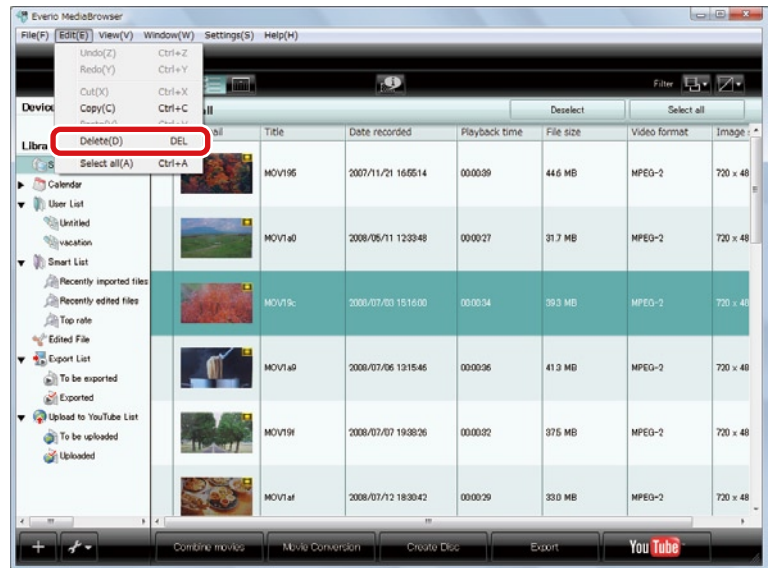 Everio MediaBrowser
File(F) Edit(E) View(V) Window(W) Settings(S) Help(H)
Undo(Z) Ctrl+Z
Redo(Y) Ctrl+Y
Cut(X) Ctrl+X
Copy(C) Ctrl+C
Delete(D) DEL
Select all(A) Ctrl+A
Filter
Deselect Select all
Title Date recorded Playback time File size Video format Image
Calendar
User List
Untitled
vacation
Smart List
Recently imported files
Recently edited files
Top rate
Edited File
Export List
To be exported
Exported
Upload to YouTube List
To be uploaded
Uploaded
MOV195 2007/11/21 16:55:14 00:00:39 44.6 MB MPEG-2 720 x 48
MOV1a0 2008/05/11 12:33:48 00:00:27 31.7 MB MPEG-2 720 x 48
MOV19c 2008/07/03 15:16:00 00:00:34 39.3 MB MPEG-2 720 x 48
MOV1a9 2008/07/06 13:15:46 00:00:36 41.3 MB MPEG-2 720 x 48
MOV19f 2008/07/07 19:38:26 00:00:32 37.5 MB MPEG-2 720 x 48
MOV1af 2008/07/12 18:30:42 00:00:29 33.0 MB MPEG-2 720 x 48
Combine movies Movie Conversion Create Disc Export YouTube